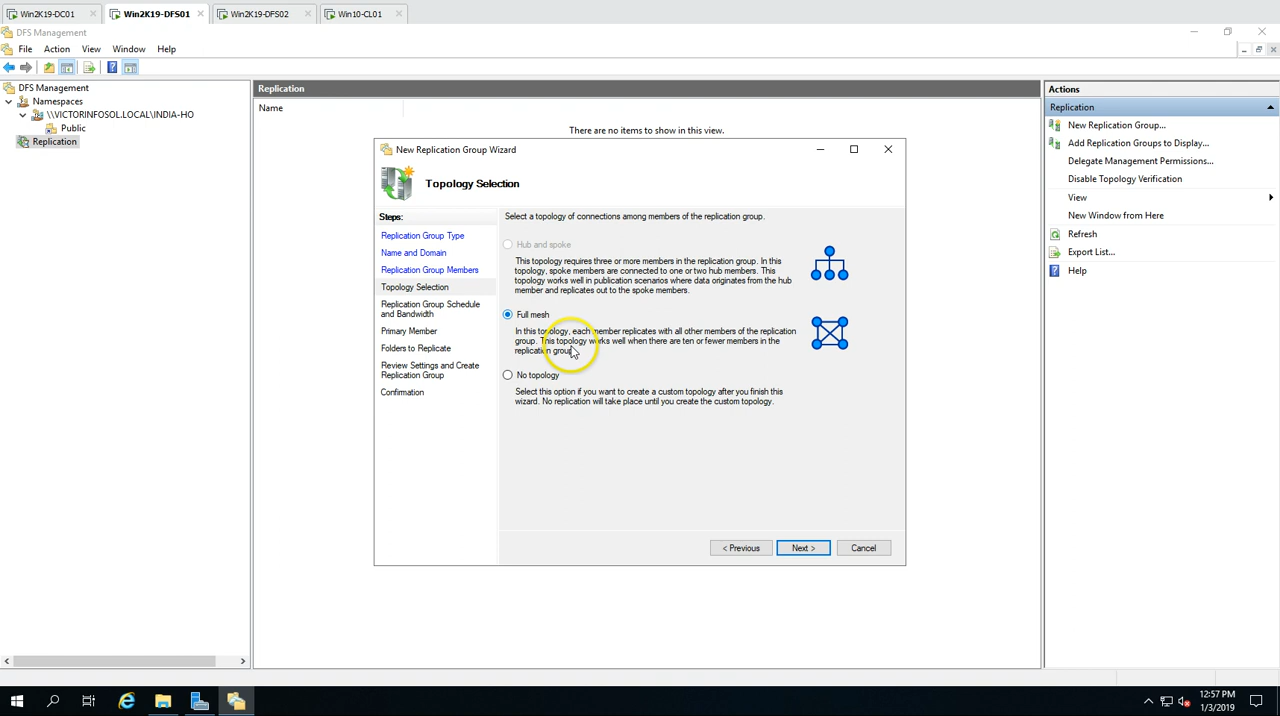 Win2K19-DC01
Win2K19-DFS01
Win2K19-DFS02
Win10-CL01
DFS Management
File Action View Window Help
DFS Management
Namespaces
\\VICTORINFOSOL.LOCAL\INDIA-HO
Public
Replication
Replication
Name
There are no items to show in this view.
New Replication Group Wizard
Topology Selection
Steps:
Replication Group Type
Name and Domain
Replication Group Members
Topology Selection
Replication Group Schedule
and Bandwidth
Primary Member
Folders to Replicate
Review Settings and Create
Replication Group
Confirmation
Select a topology of connections among members of the replication group.
Hub and spoke
This topology requires three or more members in the replication group. In this
topology, spoke members are connected to one or two hub members. This
topology works well in publication scenarios where data originates from the hub
member and replicates out to the spoke members.
Full mesh
In this topology, each member replicates with all other members of the replication
group. This topology works well when there are ten or fewer members in the
replication group.
No topology
Select this option if you want to create a custom topology after you finish this
wizard. No replication will take place until you create the custom topology.
< Previous
Next >
Cancel
Actions
Replication
New Replication Group...
Add Replication Groups to Display...
Delegate Management Permissions...
Disable Topology Verification
View
New Window from Here
Refresh
Export List...
Help
12:57 PM
1/3/2019